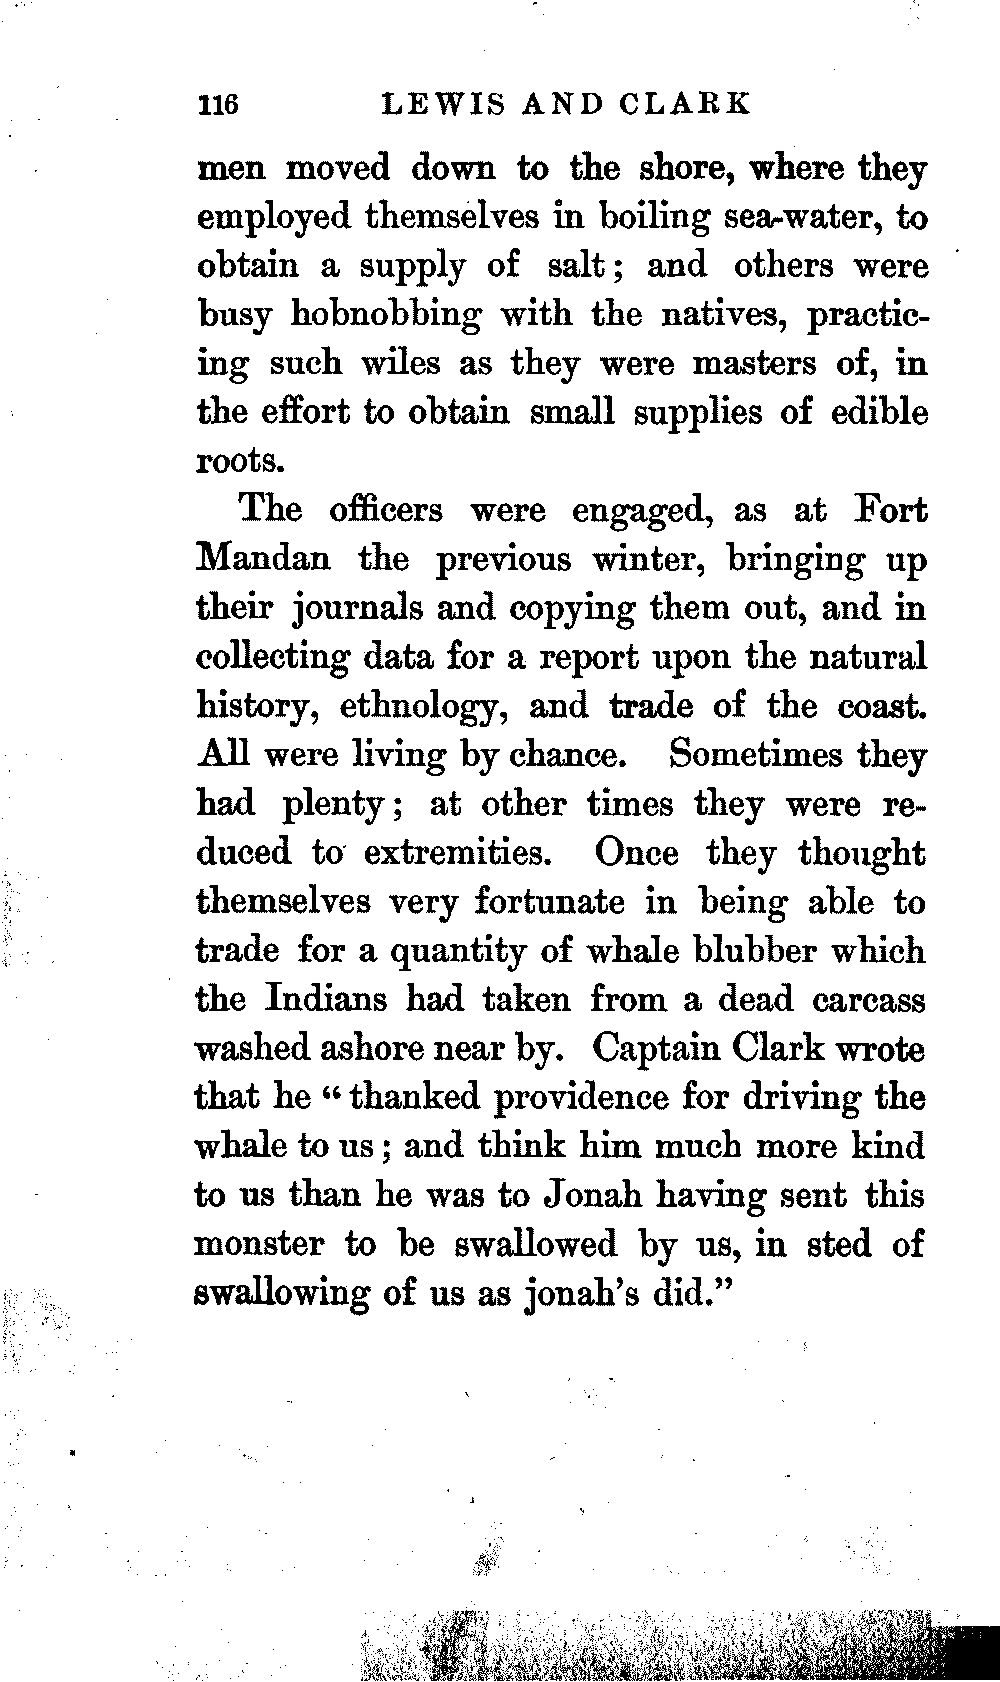 116 LEWIS AND CLARK
men moved down to the shore, where they
employed themselves in boiling sea-water, to
obtain a supply of salt; and others were
busy hobnobbing with the natives, practic-
ing such wiles as they were masters of, in
the effort to obtain small supplies of edible
roots.
The officers were engaged, as at Fort
Mandan the previous winter, bringing up
their journals and copying them out, and in
collecting data for a report upon the natural
history, ethnology, and trade of the coast.
All were living by chance. Sometimes they
had plenty; at other times they were re-
duced to extremities. Once they thought
themselves very fortunate in being able to
trade for a quantity of whale blubber which
the Indians had taken from a dead carcass
washed ashore near by. Captain Clark wrote
that he “thanked providence for driving the
whale to us; and think him much more kind
to us than he was to Jonah having sent this
monster to be swallowed by us, in sted of
swallowing of us as jonah's did.”